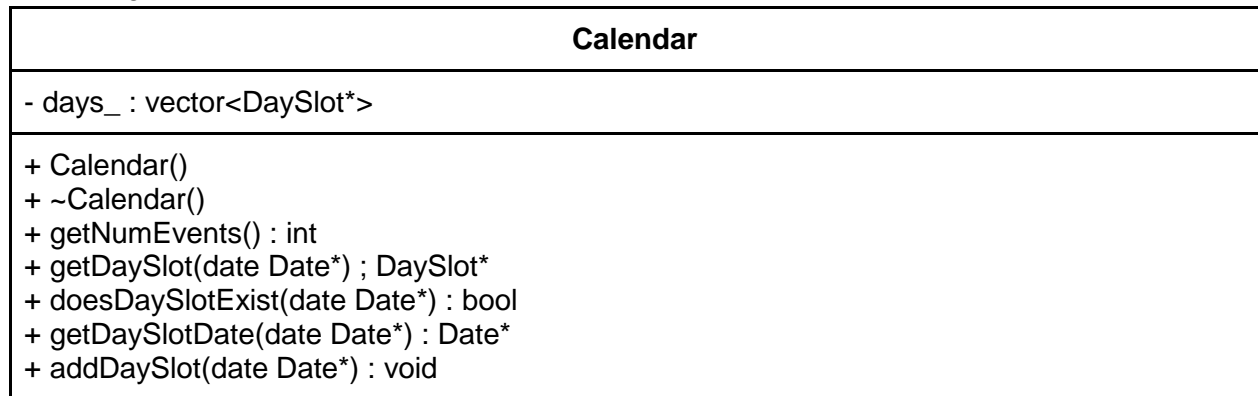 Calendar
- days_ : vector<DaySlot*>
+ Calendar()
+ ~Calendar()
+ getNumEvents() : int
+ getDaySlot(date Date*) ; DaySlot*
+ doesDaySlotExist(date Date*) : bool
+ getDaySlotDate(date Date*) : Date*
+ addDaySlot(date Date*) : void